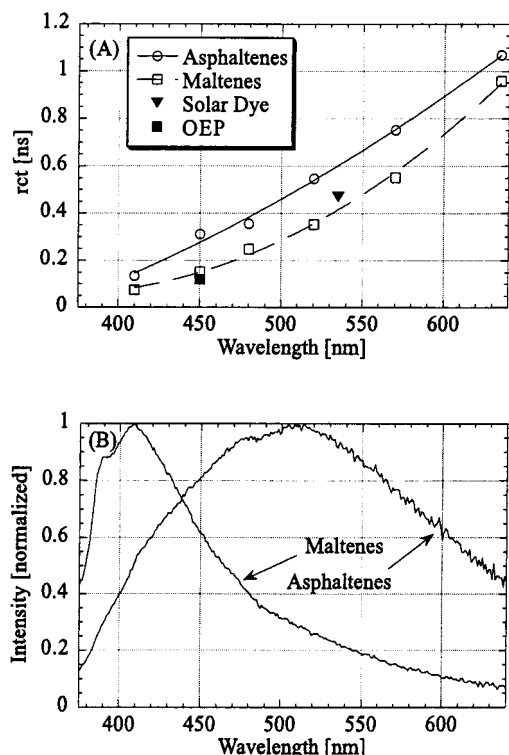 (A)
Asphaltenes
Maltenes
Solar Dye
OEP
rct [ns]
1.2
1
0.8
0.6
0.4
0.2
0
400 450 500 550 600
Wavelength [nm]
(B)
Maltenes
Asphaltenes
Intensity [normalized]
1
0.8
0.6
0.4
0.2
0
400 450 500 550 600
Wavelength [nm]